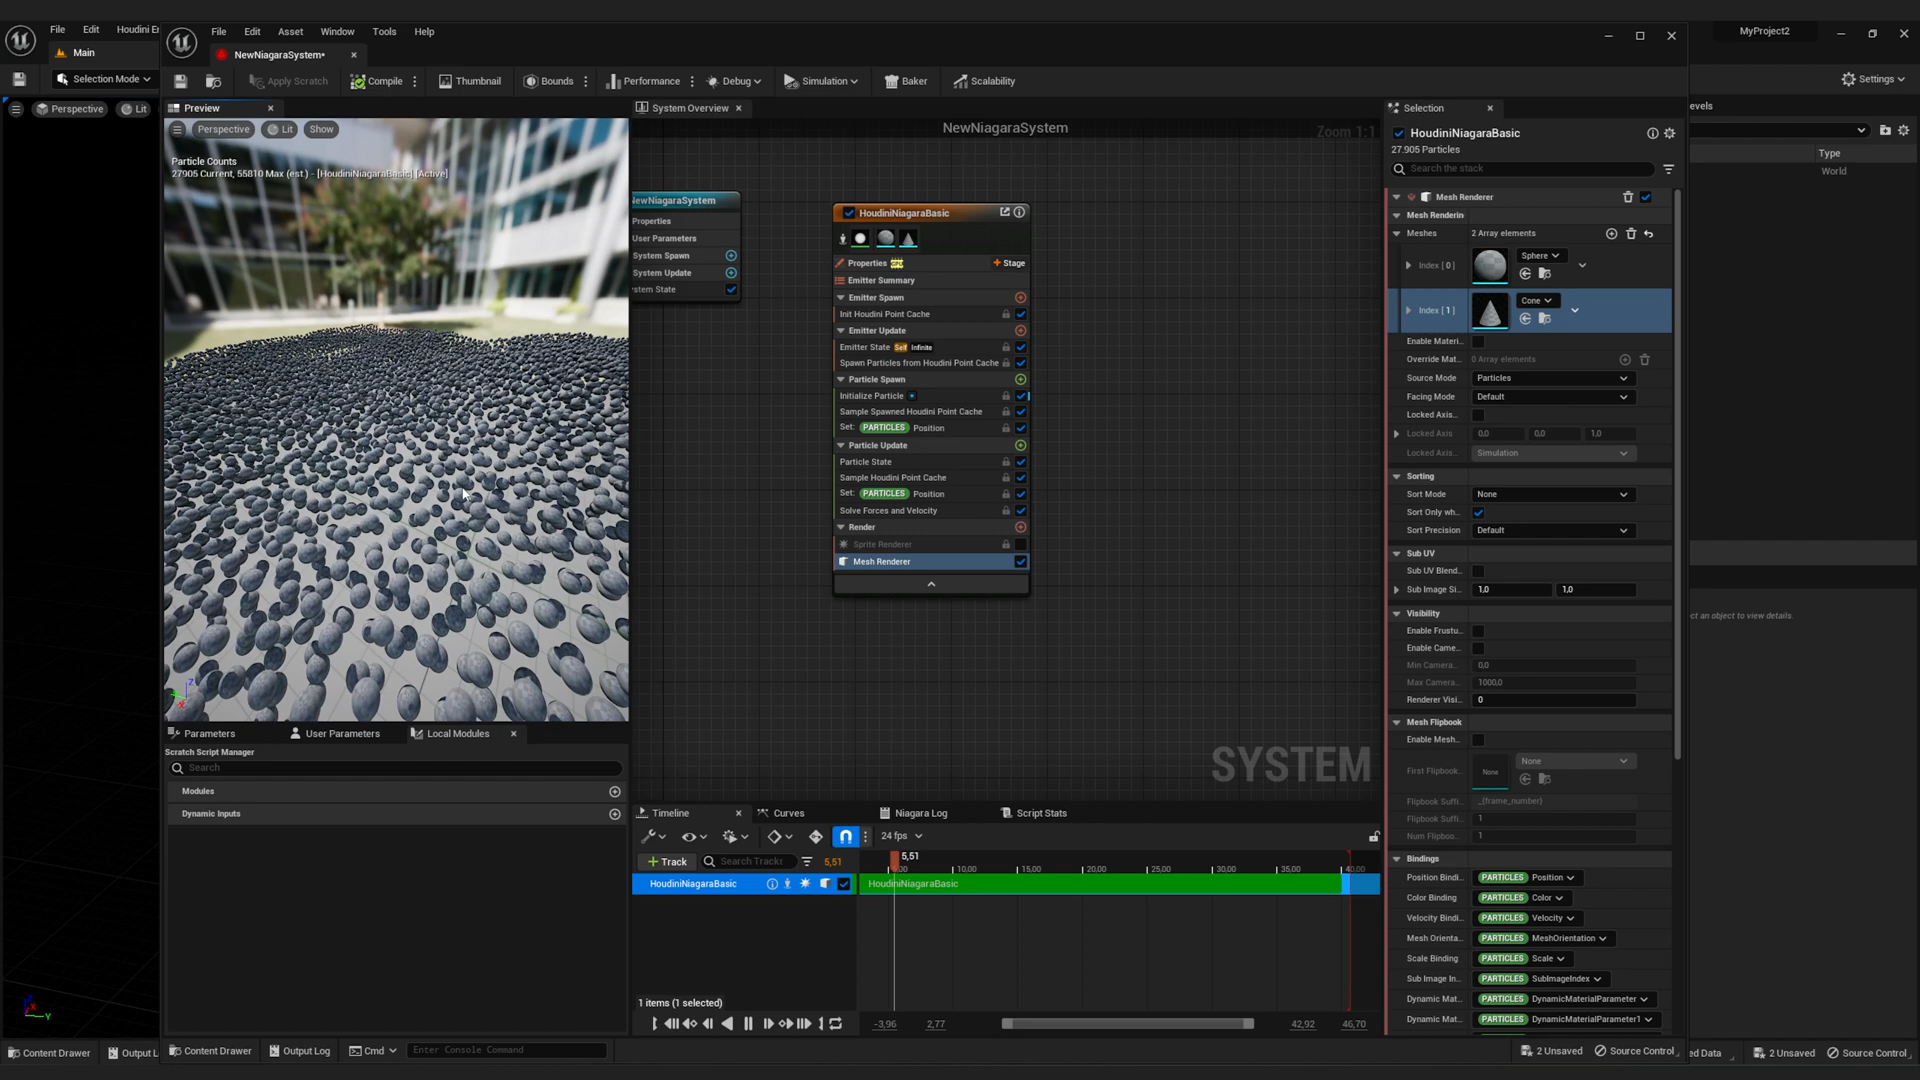 File Edit Houdini En
Main
Selection Mode
Perspective Lit
File Edit Asset Window Tools Help
NewNiagaraSystem*
MyProject2
Apply Scratch Compile Thumbnail Bounds Performance Debug Simulation Baker Scalability
Settings
Preview
Perspective Lit Show
Particle Counts
27905 Current, 55810 Max (est.) - [HoudiniNiagaraBasic] [Active]
System Overview
NewNiagaraSystem
Zoom 1:1
NewNiagaraSystem
Properties
User Parameters
System Spawn
System Update
stem State
HoudiniNiagaraBasic
Properties GPU
Stage
Emitter Summary
Emitter Spawn
Init Houdini Point Cache
Emitter Update
Emitter State Self Infinite
Spawn Particles from Houdini Point Cache
Particle Spawn
Initialize Particle
Sample Spawned Houdini Point Cache
Set: PARTICLES Position
Particle Update
Particle State
Sample Houdini Point Cache
Set: PARTICLES Position
Solve Forces and Velocity
Render
Sprite Renderer
Mesh Renderer
SYSTEM
Z
X
Parameters User Parameters Local Modules
Scratch Script Manager
Search
Modules
Dynamic Inputs
Timeline Curves Niagara Log Script Stats
24 fps
Track Search Tracks 5,51
5,51
10,00 15,00 20,00 25,00 30,00 35,00 40,00
HoudiniNiagaraBasic
HoudiniNiagaraBasic
1 items (1 selected)
-3,96 2,77 42,92 46,70
Selection
HoudiniNiagaraBasic
27.905 Particles
Search the stack
Mesh Renderer
Mesh Renderin
Meshes 2 Array elements
Index [ 0 ] Sphere
Index [ 1 ] Cone
Enable Materi...
Override Mat... 0 Array elements
Source Mode Particles
Facing Mode Default
Locked Axis...
Locked Axis 0,0 0,0 1,0
Locked Axis... Simulation
Sorting
Sort Mode None
Sort Only wh...
Sort Precision Default
Sub UV
Sub UV Blend...
Sub Image Si... 1,0 1,0
Visibility
Enable Frustu...
Enable Came...
Min Camera... 0,0
Max Camera... 1000,0
Renderer Visi... 0
Mesh Flipbook
Enable Mesh...
First Flipbook... None None
Flipbook Suffi... _{frame_number}
Flipbook Suffi... 1
Num Flipboo... 1
Bindings
Position Bindi... PARTICLES Position
Color Binding PARTICLES Color
Velocity Bindi... PARTICLES Velocity
Mesh Orienta... PARTICLES MeshOrientation
Scale Binding PARTICLES Scale
Sub Image In... PARTICLES SubImageIndex
Dynamic Mat... PARTICLES DynamicMaterialParameter
Dynamic Mat... PARTICLES DynamicMaterialParameter1
evels
Type
World
ct an object to view details.
Y
Content Drawer Output L
Content Drawer Output Log Cmd Enter Console Command
2 Unsaved Source Control
ed Data 2 Unsaved Source Control